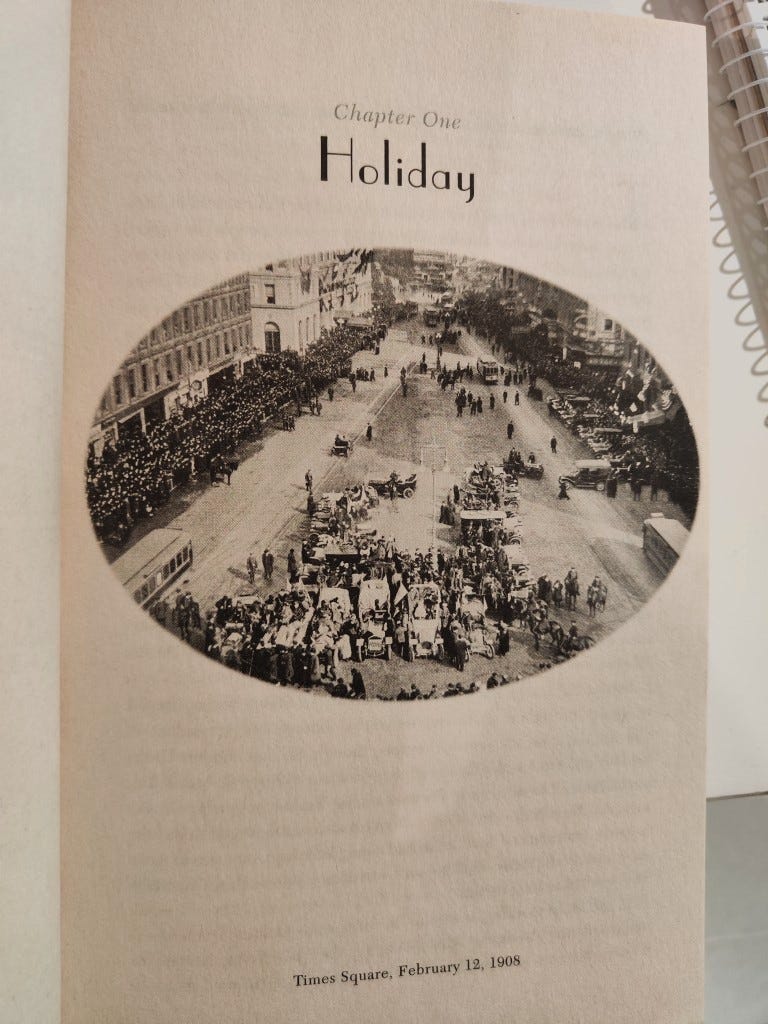 Chapter One
Holiday
Times Square, February 12, 1908